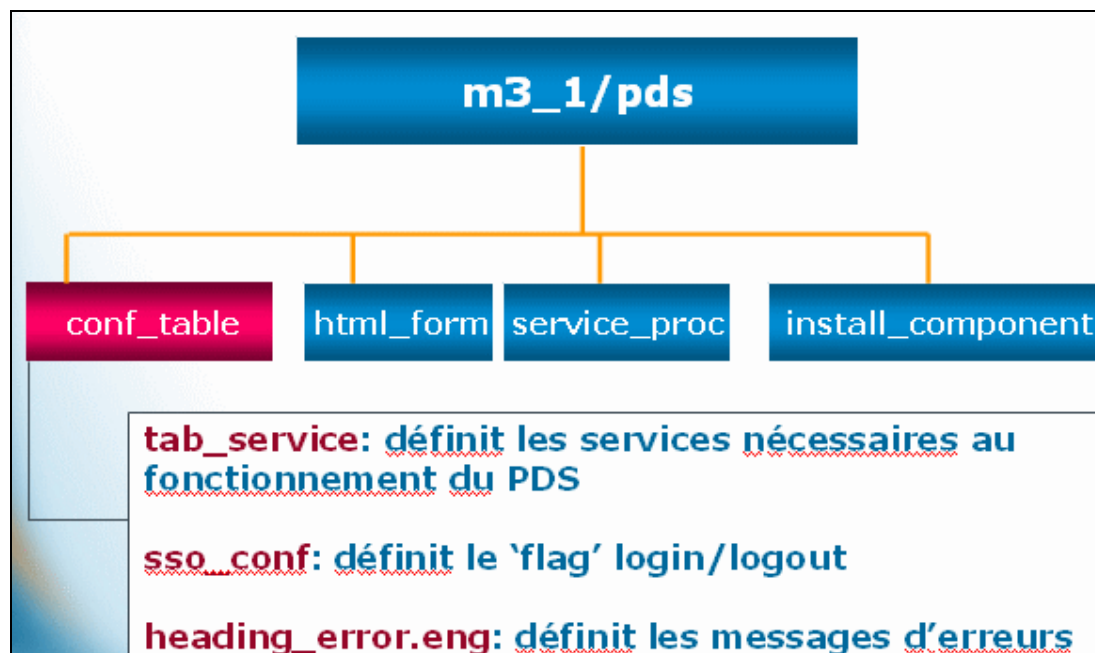 m3_1/pds
conf_table
html_form
service_proc
install_component
tab_service: définit les services nécessaires au
fonctionnement du PDS
sso_conf: définit le ‘flag’ login/logout
heading_error.eng: définit les messages d’erreurs